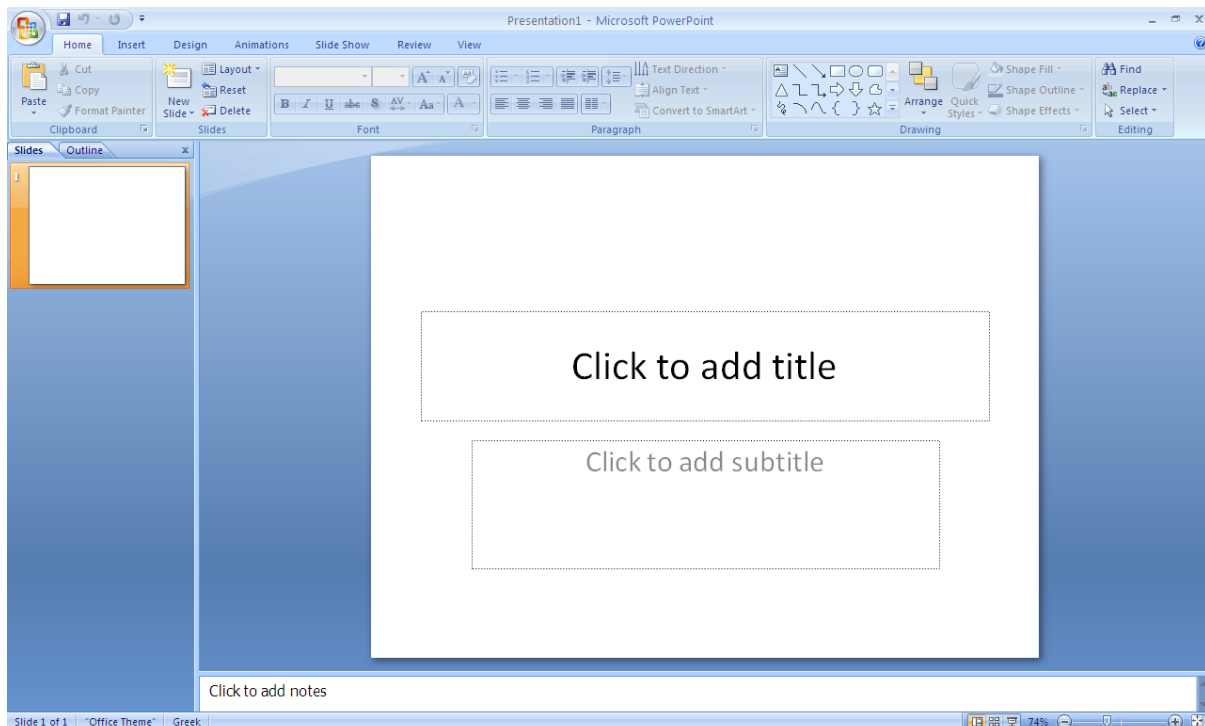 Presentation1 - Microsoft PowerPoint
Home Insert Design Animations Slide Show Review View
Paste
Cut
Copy
Format Painter
Clipboard
New Slide
Layout
Reset
Delete
Slides
B I U abc S AV Aa A
Font
Text Direction
Align Text
Convert to SmartArt
Paragraph
Arrange
Quick Styles
Shape Fill
Shape Outline
Shape Effects
Drawing
Find
Replace
Select
Editing
Slides Outline x
1
Click to add title
Click to add subtitle
Click to add notes
Slide 1 of 1 "Office Theme" Greek 74%